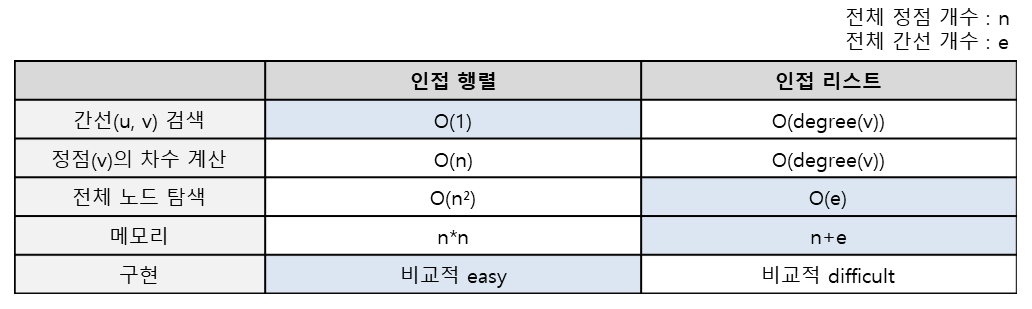 전체 정점 개수 : n
전체 간선 개수 : e
인접 행렬 인접 리스트
간선(u, v) 검색 O(1) O(degree(v))
정점(v)의 차수 계산 O(n) O(degree(v))
전체 노드 탐색 O(n²) O(e)
메모리 n*n n+e
구현 비교적 easy 비교적 difficult